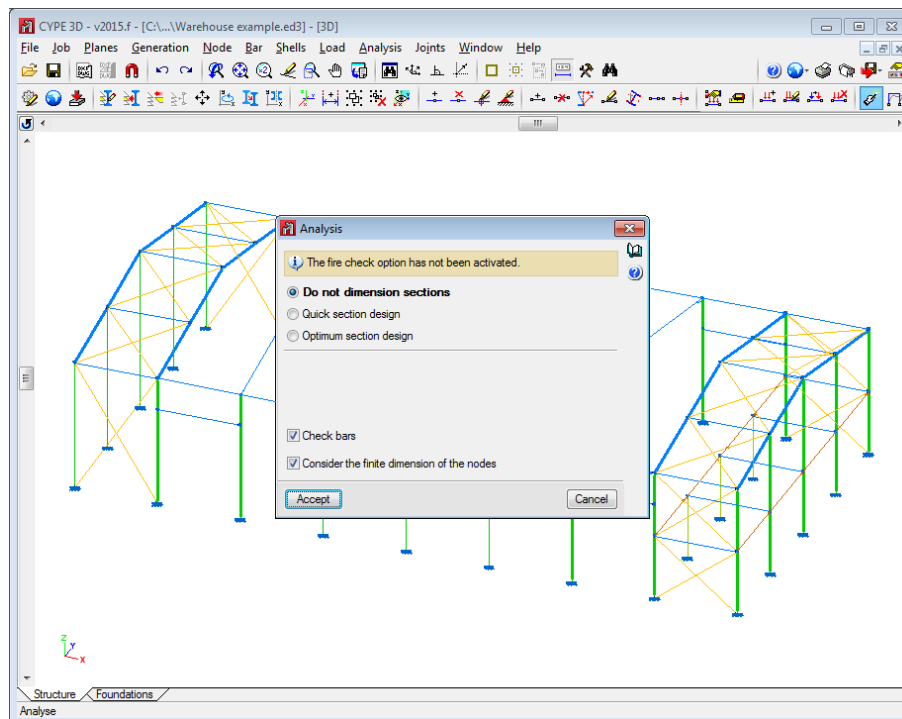 CYPE 3D - v2015.f - [C:\...\Warehouse example.ed3] - [3D]
File Job Planes Generation Node Bar Shells Load Analysis Joints Window Help
Analysis
The fire check option has not been activated.
Do not dimension sections
Quick section design
Optimum section design
Check bars
Consider the finite dimension of the nodes
Accept Cancel
Z
Y
X
Structure Foundations
Analyse